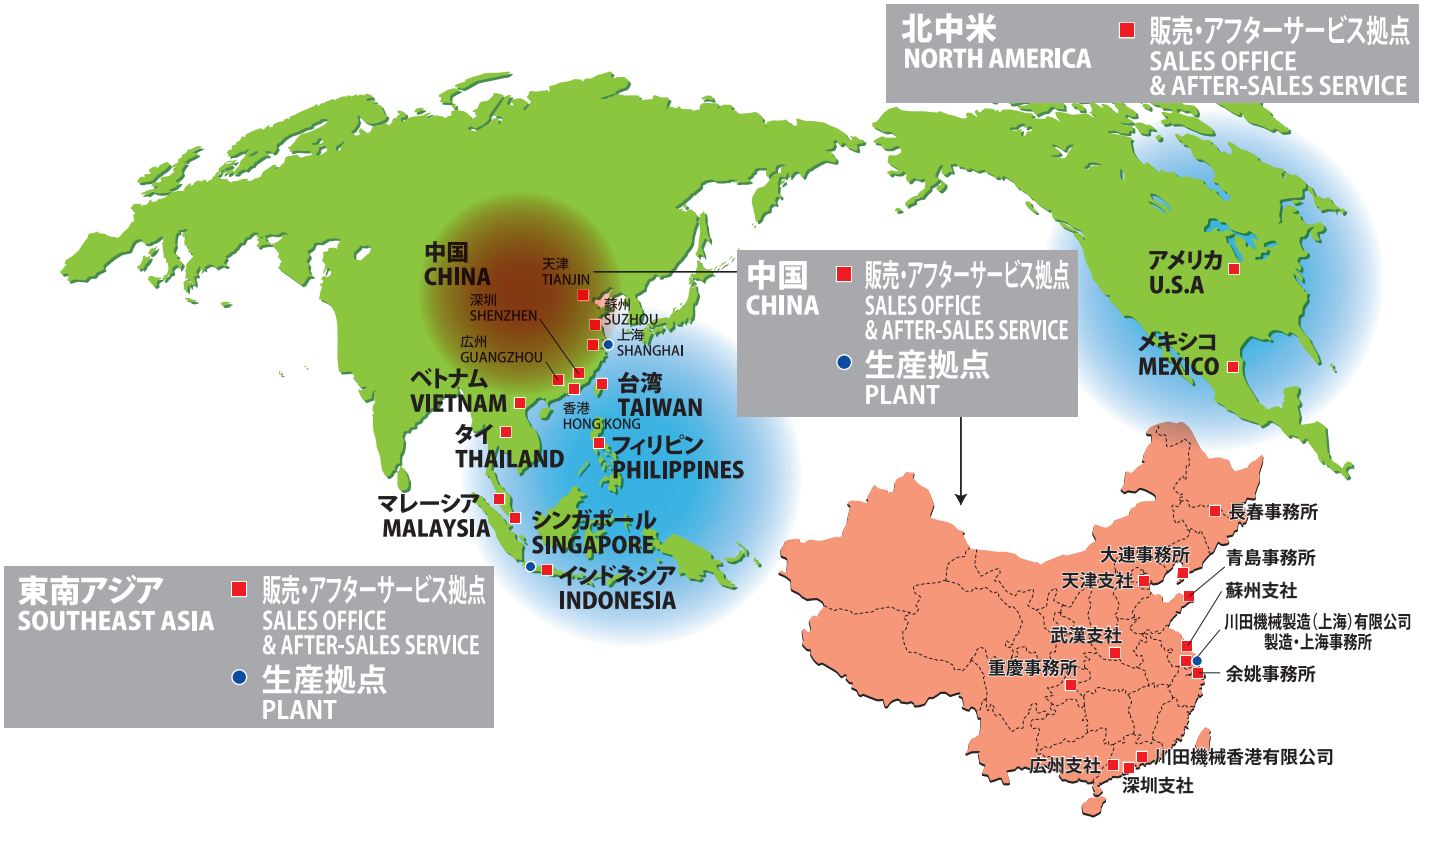 北中米
NORTH AMERICA
販売・アフターサービス拠点
SALES OFFICE
& AFTER-SALES SERVICE
中国
CHINA
天津
TIANJIN
深圳
SHENZHEN
蘇州
SUZHOU
上海
SHANGHAI
広州
GUANGZHOU
香港
HONG KONG
ベトナム
VIETNAM
台湾
TAIWAN
タイ
THAILAND
フィリピン
PHILIPPINES
マレーシア
MALAYSIA
シンガポール
SINGAPORE
インドネシア
INDONESIA
中国
CHINA
販売・アフターサービス拠点
SALES OFFICE
& AFTER-SALES SERVICE
生産拠点
PLANT
アメリカ
U.S.A
メキシコ
MEXICO
東南アジア
SOUTHEAST ASIA
販売・アフターサービス拠点
SALES OFFICE
& AFTER-SALES SERVICE
生産拠点
PLANT
長春事務所
大連事務所
青島事務所
天津支社
蘇州支社
川田機械製造(上海)有限公司
製造・上海事務所
武漢支社
重慶事務所
余姚事務所
広州支社
川田機械香港有限公司
深圳支社